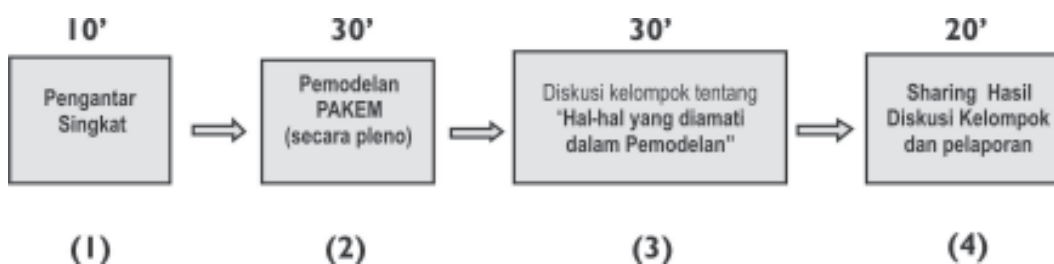 10’
30’
30’
20’
Pengantar
Singkat
Pemodelan
PAKEM
(secara pleno)
Diskusi kelompok tentang
“Hal-hal yang diamati
dalam Pemodelan”
Sharing Hasil
Diskusi Kelompok
dan pelaporan
(1)
(2)
(3)
(4)